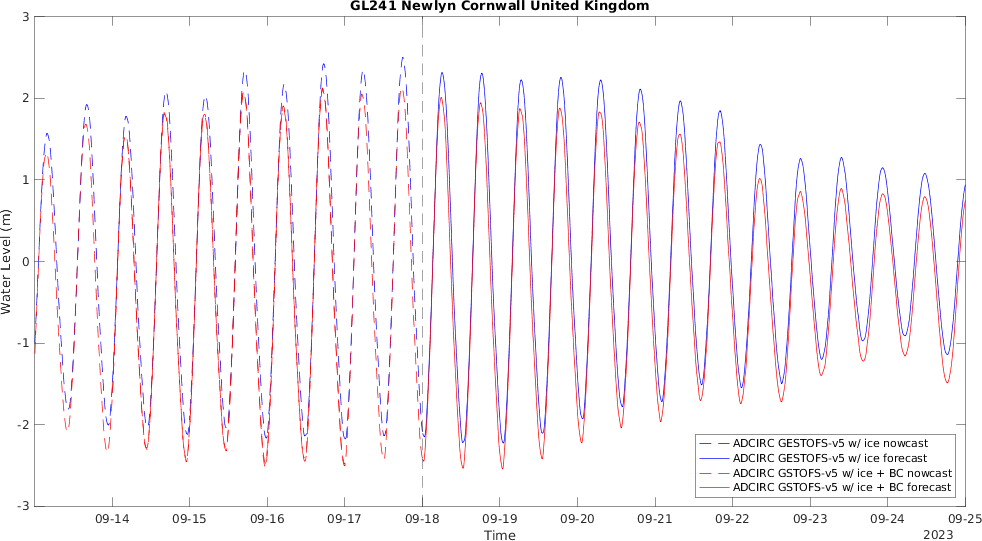 GL241 Newlyn Cornwall United Kingdom
3
2
1
0
-1
-2
-3
Water Level (m)
ADCIRC GESTOFS-v5 w/ ice nowcast
ADCIRC GESTOFS-v5 w/ ice forecast
ADCIRC GSTOFS-v5 w/ ice + BC nowcast
ADCIRC GSTOFS-v5 w/ ice + BC forecast
09-14 09-15 09-16 09-17 09-18 09-19 09-20 09-21 09-22 09-23 09-24 09-25
Time
2023